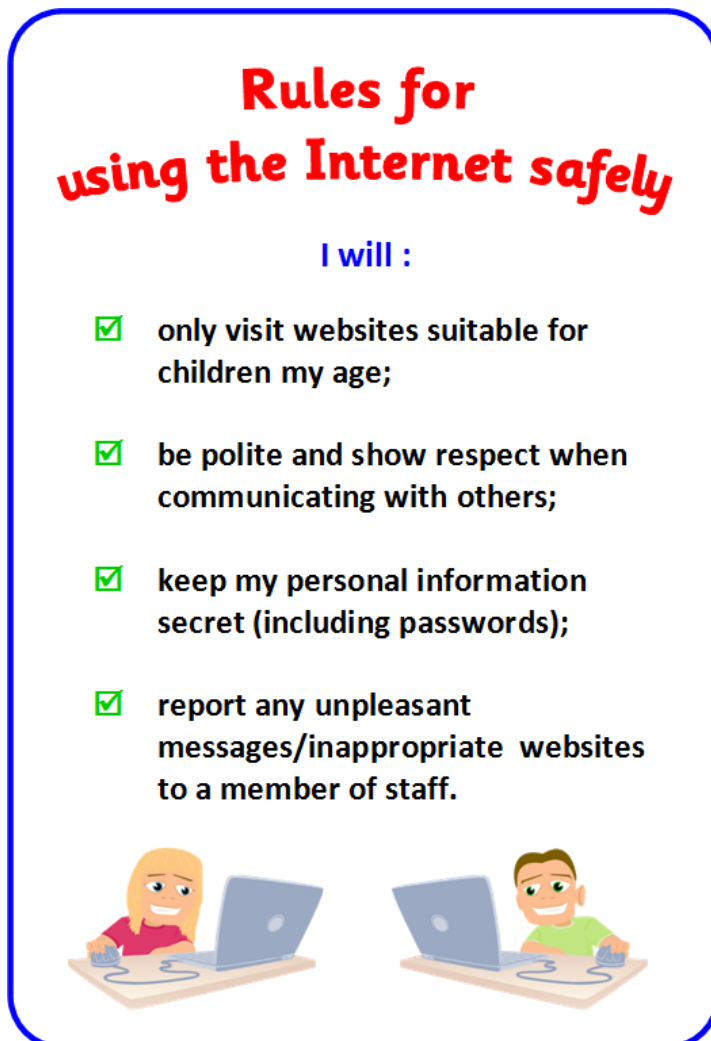 Rules for
using the Internet safely
I will :
only visit websites suitable for
children my age;
be polite and show respect when
communicating with others;
keep my personal information
secret (including passwords);
report any unpleasant
messages/inappropriate websites
to a member of staff.